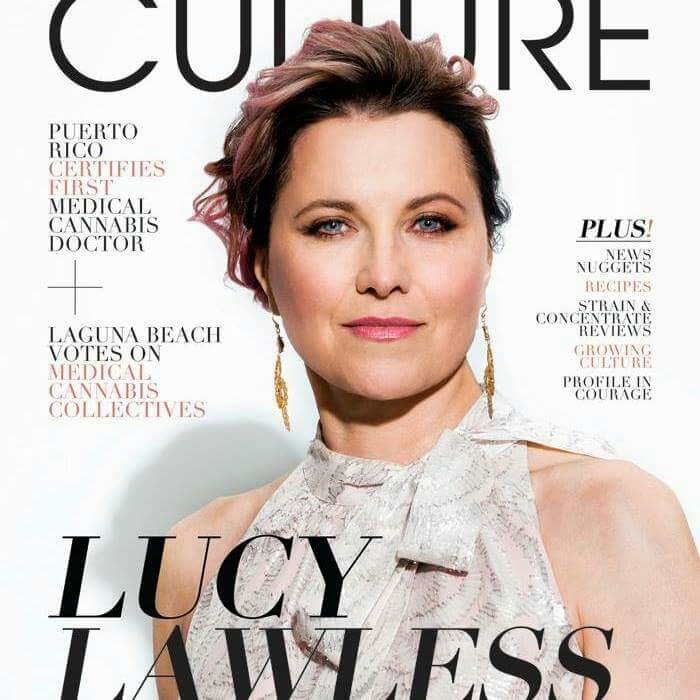 CULTURE
PUERTO
RICO
CERTIFIES
FIRST
MEDICAL
CANNABIS
DOCTOR
LAGUNA BEACH
VOTES ON
MEDICAL
CANNABIS
COLLECTIVES
PLUS!
NEWS
NUGGETS
RECIPES
STRAIN &
CONCENTRATE
REVIEWS
GROWING
CULTURE
PROFILE IN
COURAGE
LUCY
LAWLESS